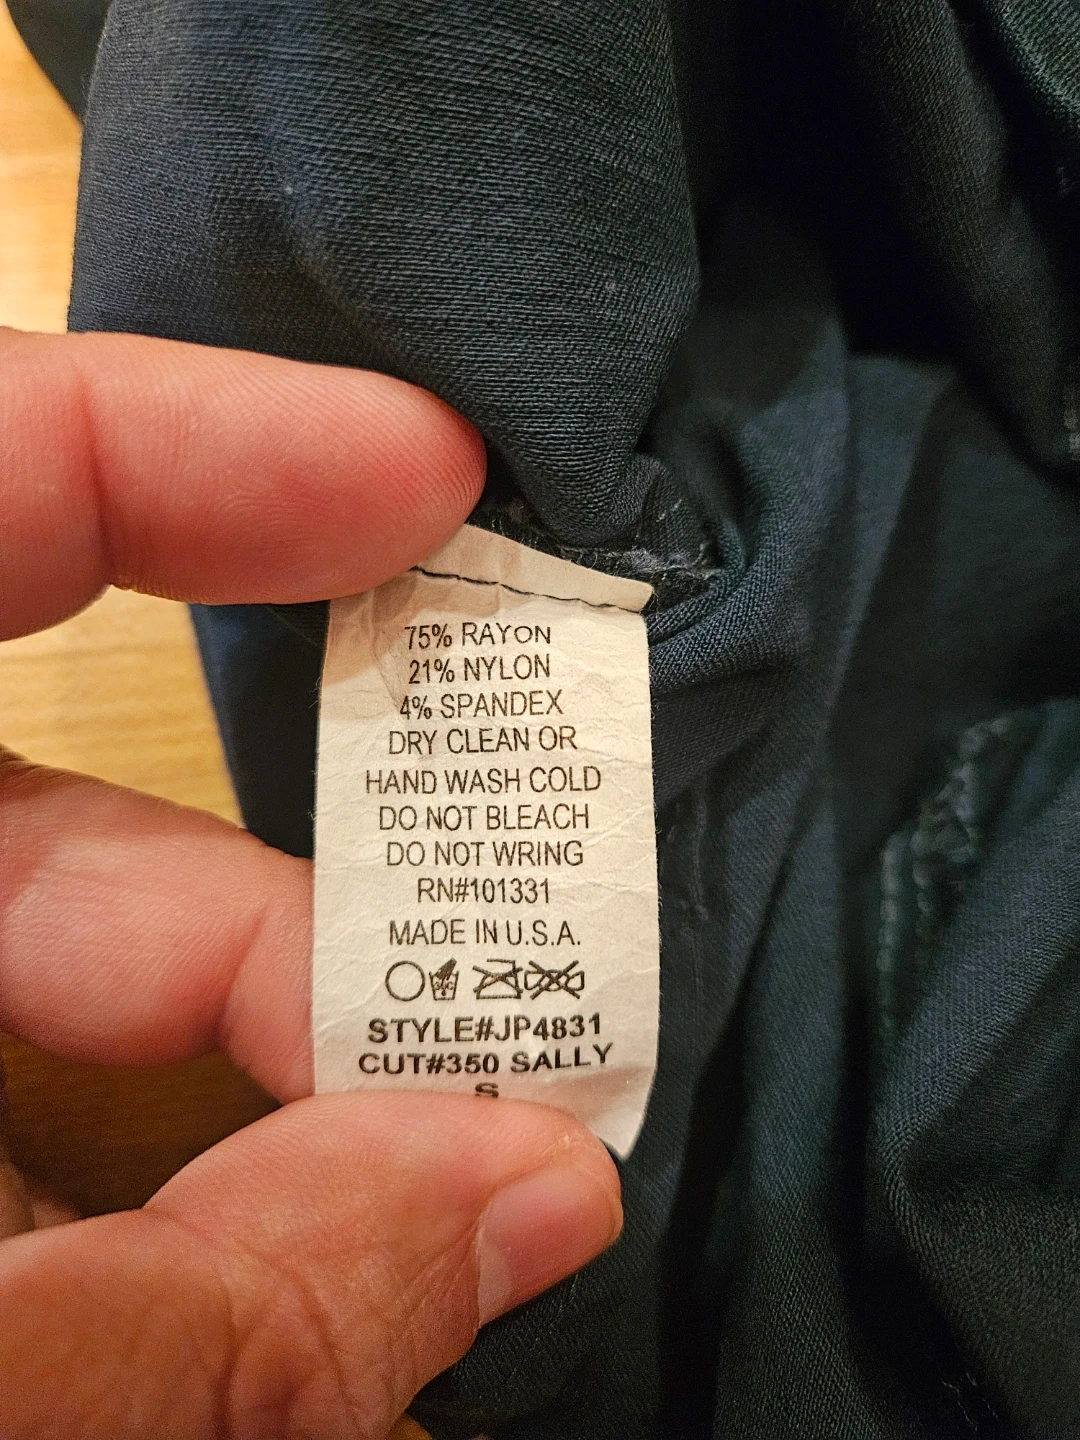 75% RAYON
21% NYLON
4% SPANDEX
DRY CLEAN OR
HAND WASH COLD
DO NOT BLEACH
DO NOT WRING
RN#101331
MADE IN U.S.A.
STYLE#JP4831
CUT#350 SALLY
S